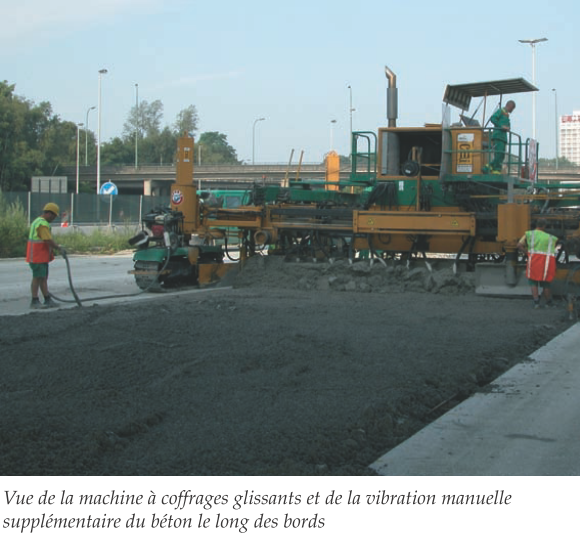 Vue de la machine à coffrages glissants et de la vibration manuelle
supplémentaire du béton le long des bords